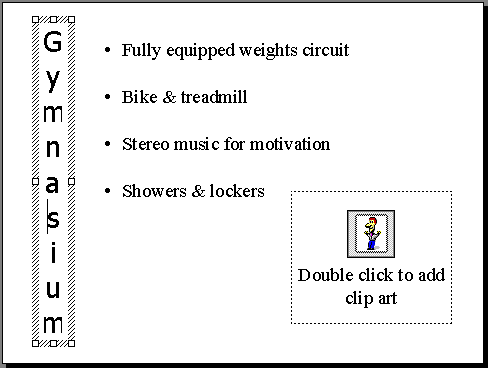 Gymnasium
• Fully equipped weights circuit
• Bike & treadmill
• Stereo music for motivation
• Showers & lockers
Double click to add
clip art